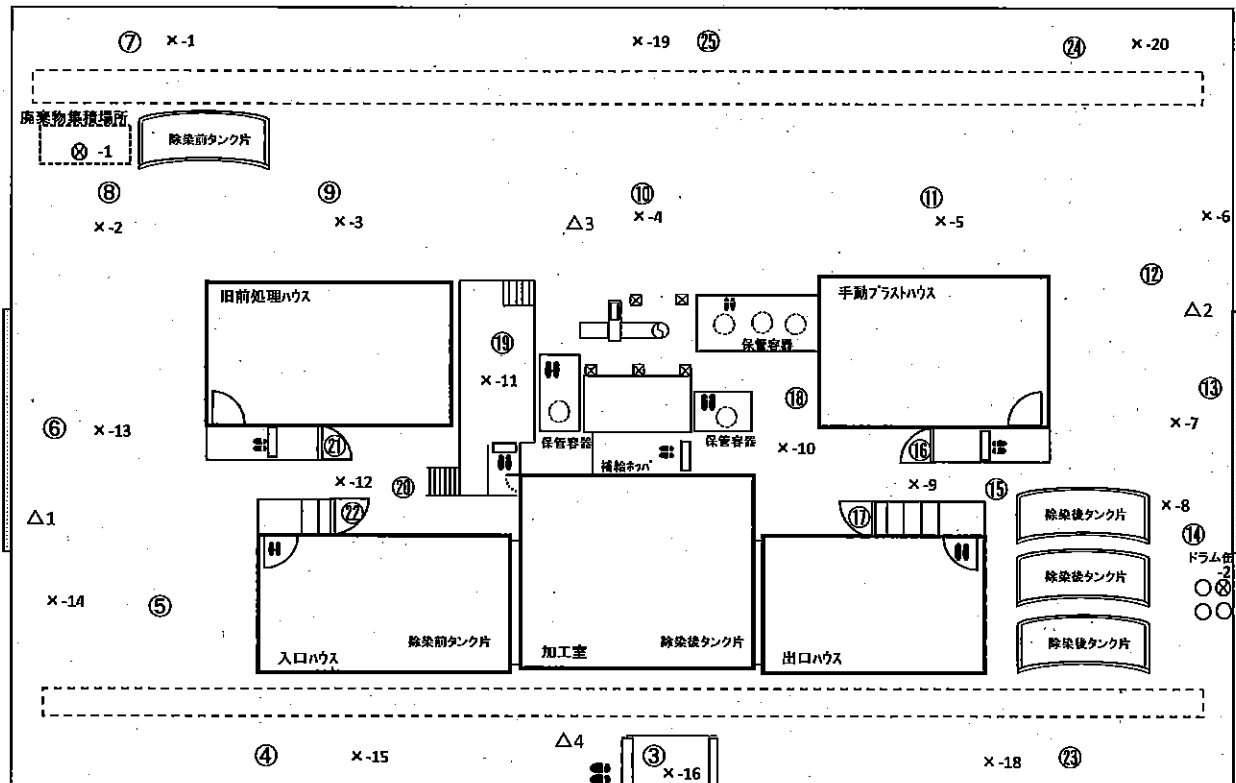 ⑦ ×-1 ×-19 ㉕ ㉔ ×-20
廃棄物集積場所
除染前タンク片
⊗ -1
⑧ ⑨ ⑩ ⑪
×-2 ×-3 △3 ×-4 ×-5 ×-6
⑫
旧前処理ハウス 手動ブラストハウス
△2
保管容器
⑲
×-11
⑬
⑱
⑥ ×-13 ×-7
保管容器 保管容器
㉑ ×-10 ⑯
補給ホッパ
×-12 ⑳ ×-9 ⑮
△1 ㉒ ⑰ 除染後タンク片 ×-8
⑭
ドラム缶
-2
除染後タンク片
×-14 ⑤
除染前タンク片 除染後タンク片 除染後タンク片
入口ハウス 加工室 出口ハウス
④ ×-15 △4 ③ ×-16 ×-18 ㉓